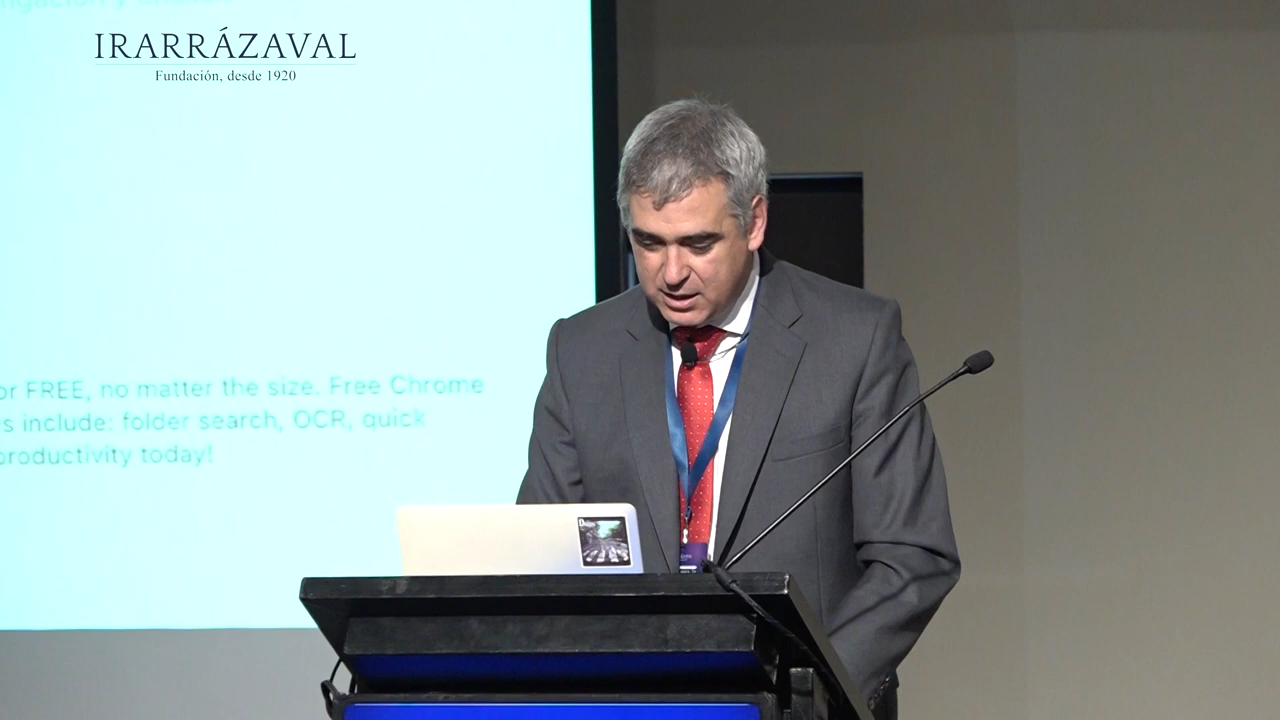 IRARRÁZAVAL
Fundación, desde 1920
or FREE, no matter the size. Free Chrome
s include: folder search, OCR, quick
productivity today!